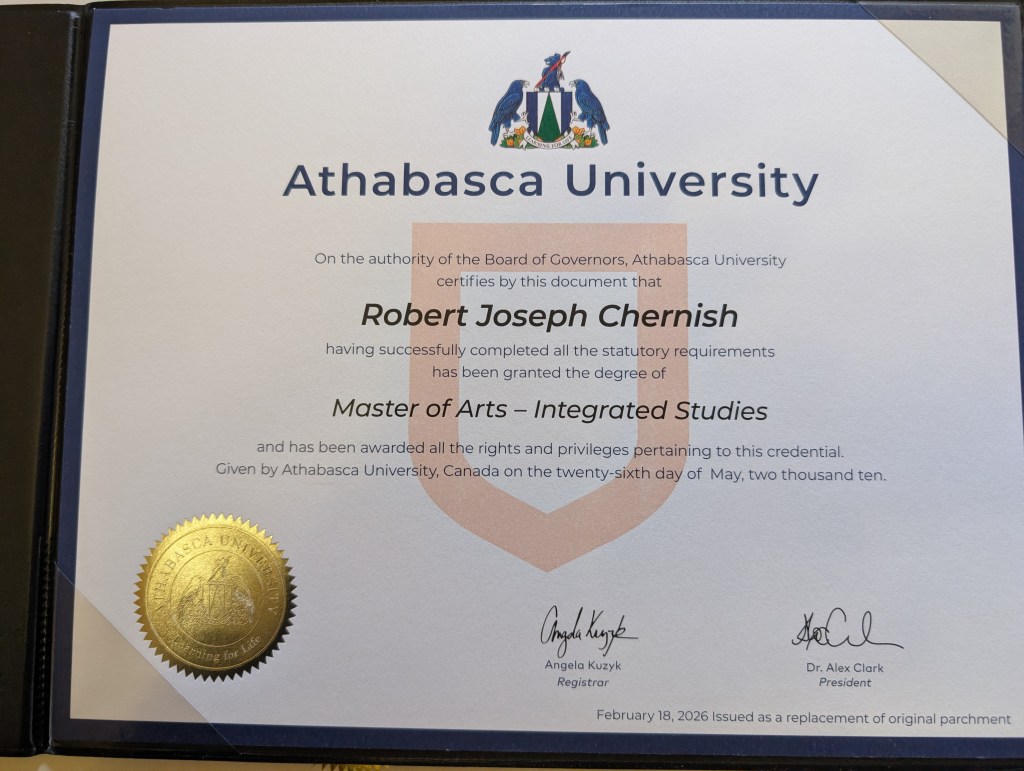 LEARNING FOR LIFE
Athabasca University
On the authority of the Board of Governors, Athabasca University
certifies by this document that
Robert Joseph Chernish
having successfully completed all the statutory requirements
has been granted the degree of
Master of Arts – Integrated Studies
and has been awarded all the rights and privileges pertaining to this credential.
Given by Athabasca University, Canada on the twenty-sixth day of May, two thousand ten.
ATHABASCA UNIVERSITY
Learning for Life
Angela Kuzyk
Angela Kuzyk
Registrar
Dr. Alex Clark
President
February 18, 2026 Issued as a replacement of original parchment